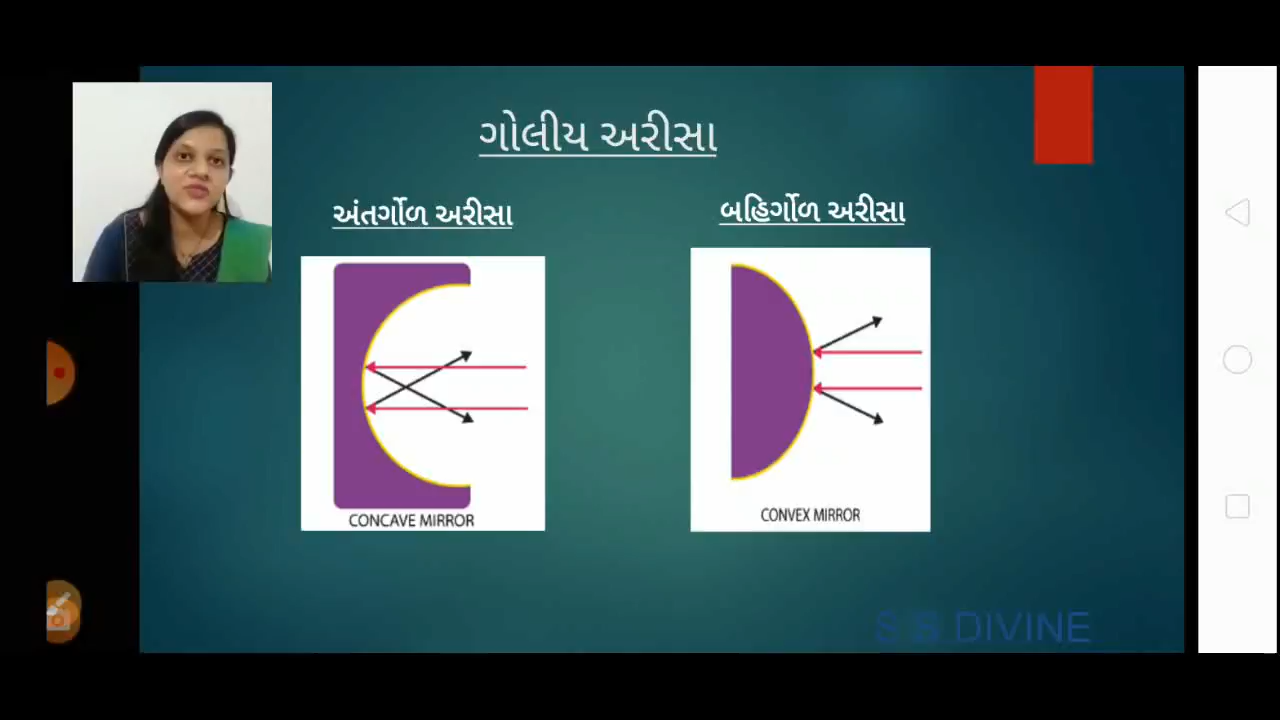 ગોલીય અરીસા
અંતર્ગોળ અરીસા
બહિર્ગોળ અરીસા
CONCAVE MIRROR
CONVEX MIRROR
S B DIVINE